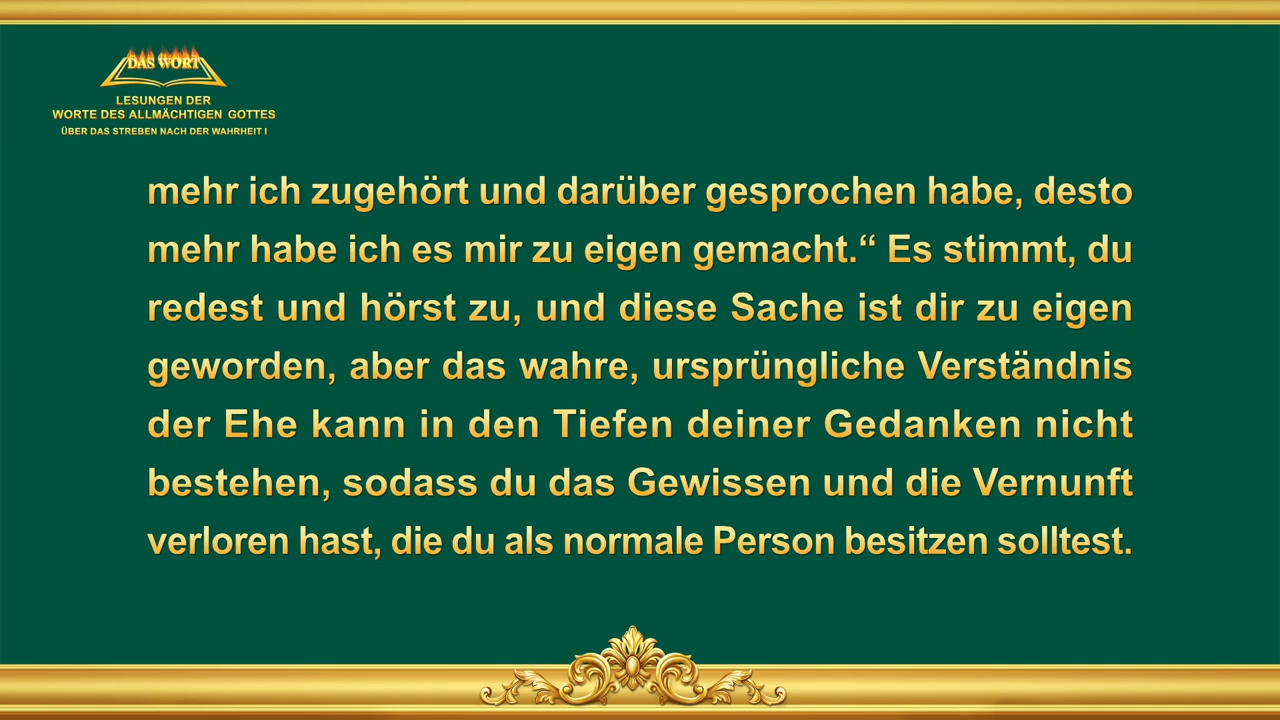 DAS WORT
LESUNGEN DER
WORTE DES ALLMÄCHTIGEN GOTTES
ÜBER DAS STREBEN NACH DER WAHRHEIT I
mehr ich zugehört und darüber gesprochen habe, desto
mehr habe ich es mir zu eigen gemacht.“ Es stimmt, du
redest und hörst zu, und diese Sache ist dir zu eigen
geworden, aber das wahre, ursprüngliche Verständnis
der Ehe kann in den Tiefen deiner Gedanken nicht
bestehen, sodass du das Gewissen und die Vernunft
verloren hast, die du als normale Person besitzen solltest.